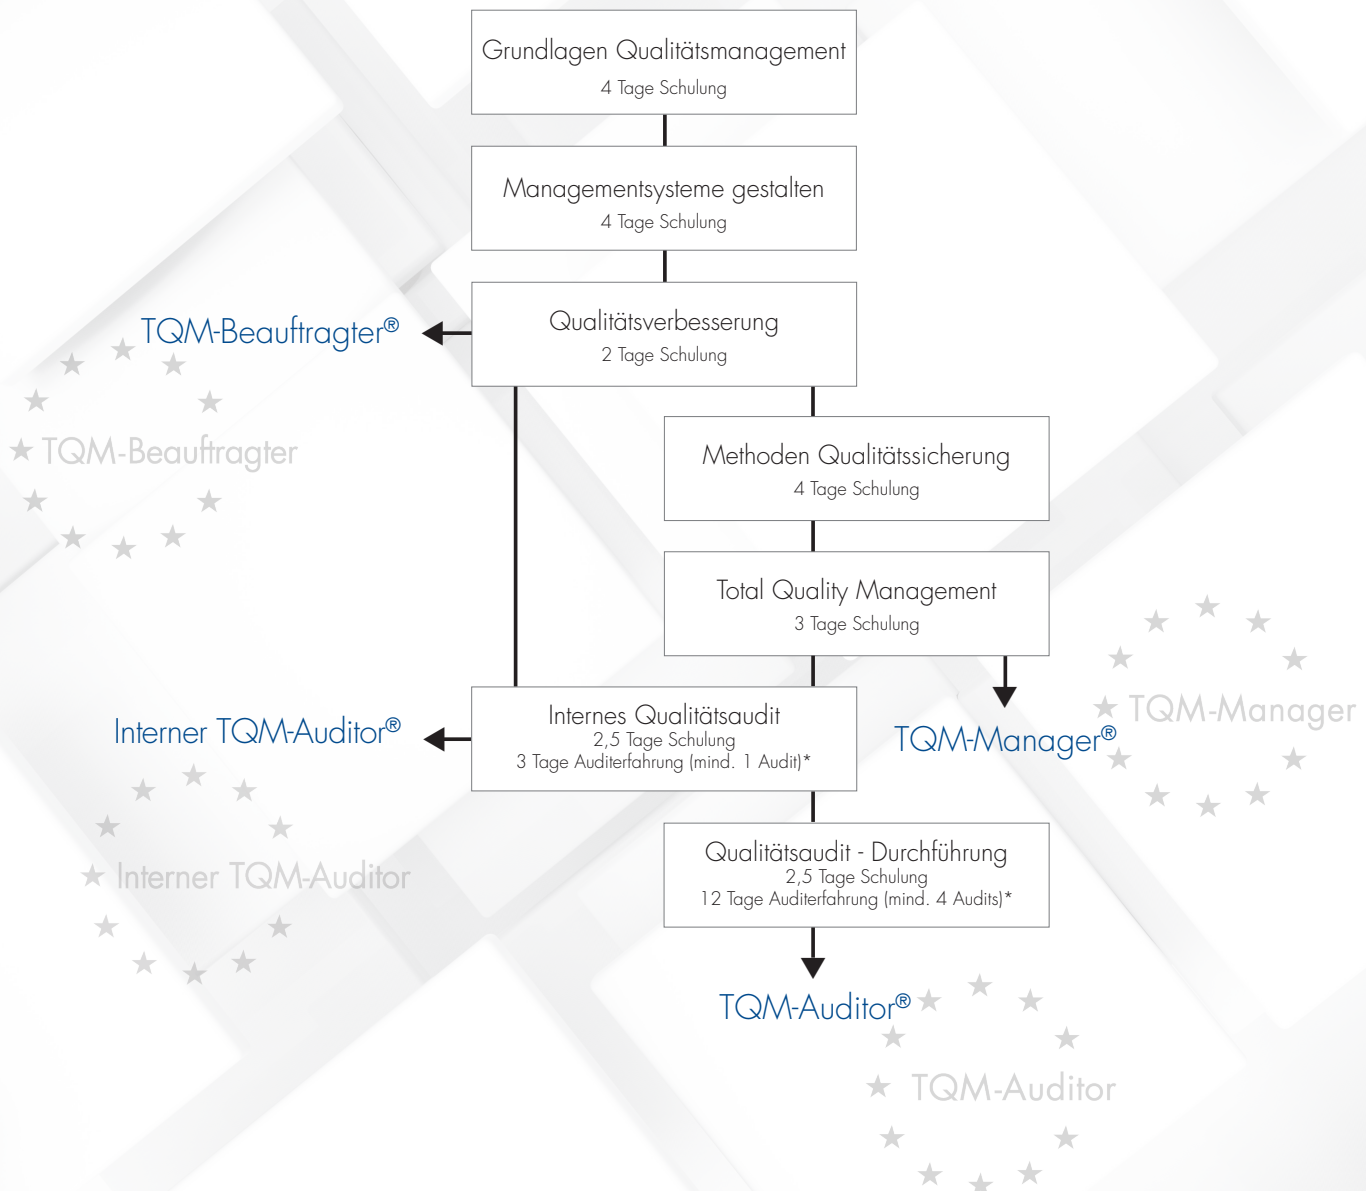 Grundlagen Qualitätsmanagement
4 Tage Schulung
Managementsysteme gestalten
4 Tage Schulung
Qualitätsverbesserung
2 Tage Schulung
TQM-Beauftragter®
TQM-Beauftragter
Methoden Qualitätssicherung
4 Tage Schulung
Total Quality Management
3 Tage Schulung
TQM-Manager®
TQM-Manager
Internes Qualitätsaudit
2,5 Tage Schulung
3 Tage Auditerfahrung (mind. 1 Audit)*
Interner TQM-Auditor®
Interner TQM-Auditor
Qualitätsaudit - Durchführung
2,5 Tage Schulung
12 Tage Auditerfahrung (mind. 4 Audits)*
TQM-Auditor®
TQM-Auditor